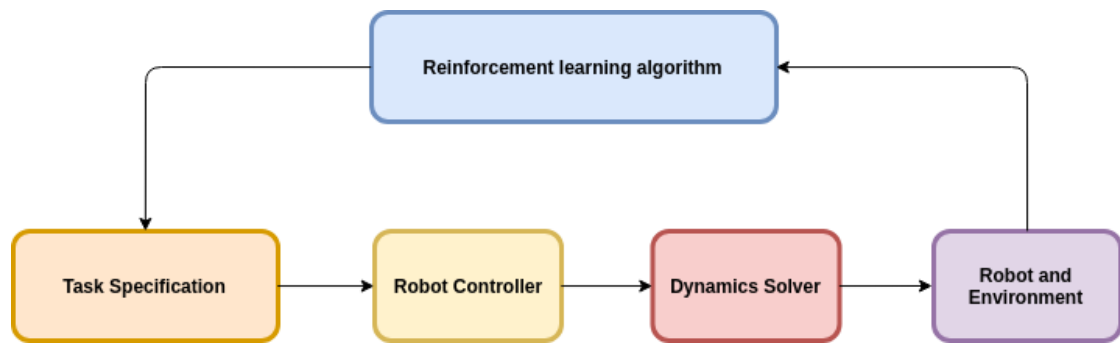 Reinforcement learning algorithm
Task Specification
Robot Controller
Dynamics Solver
Robot and
Environment